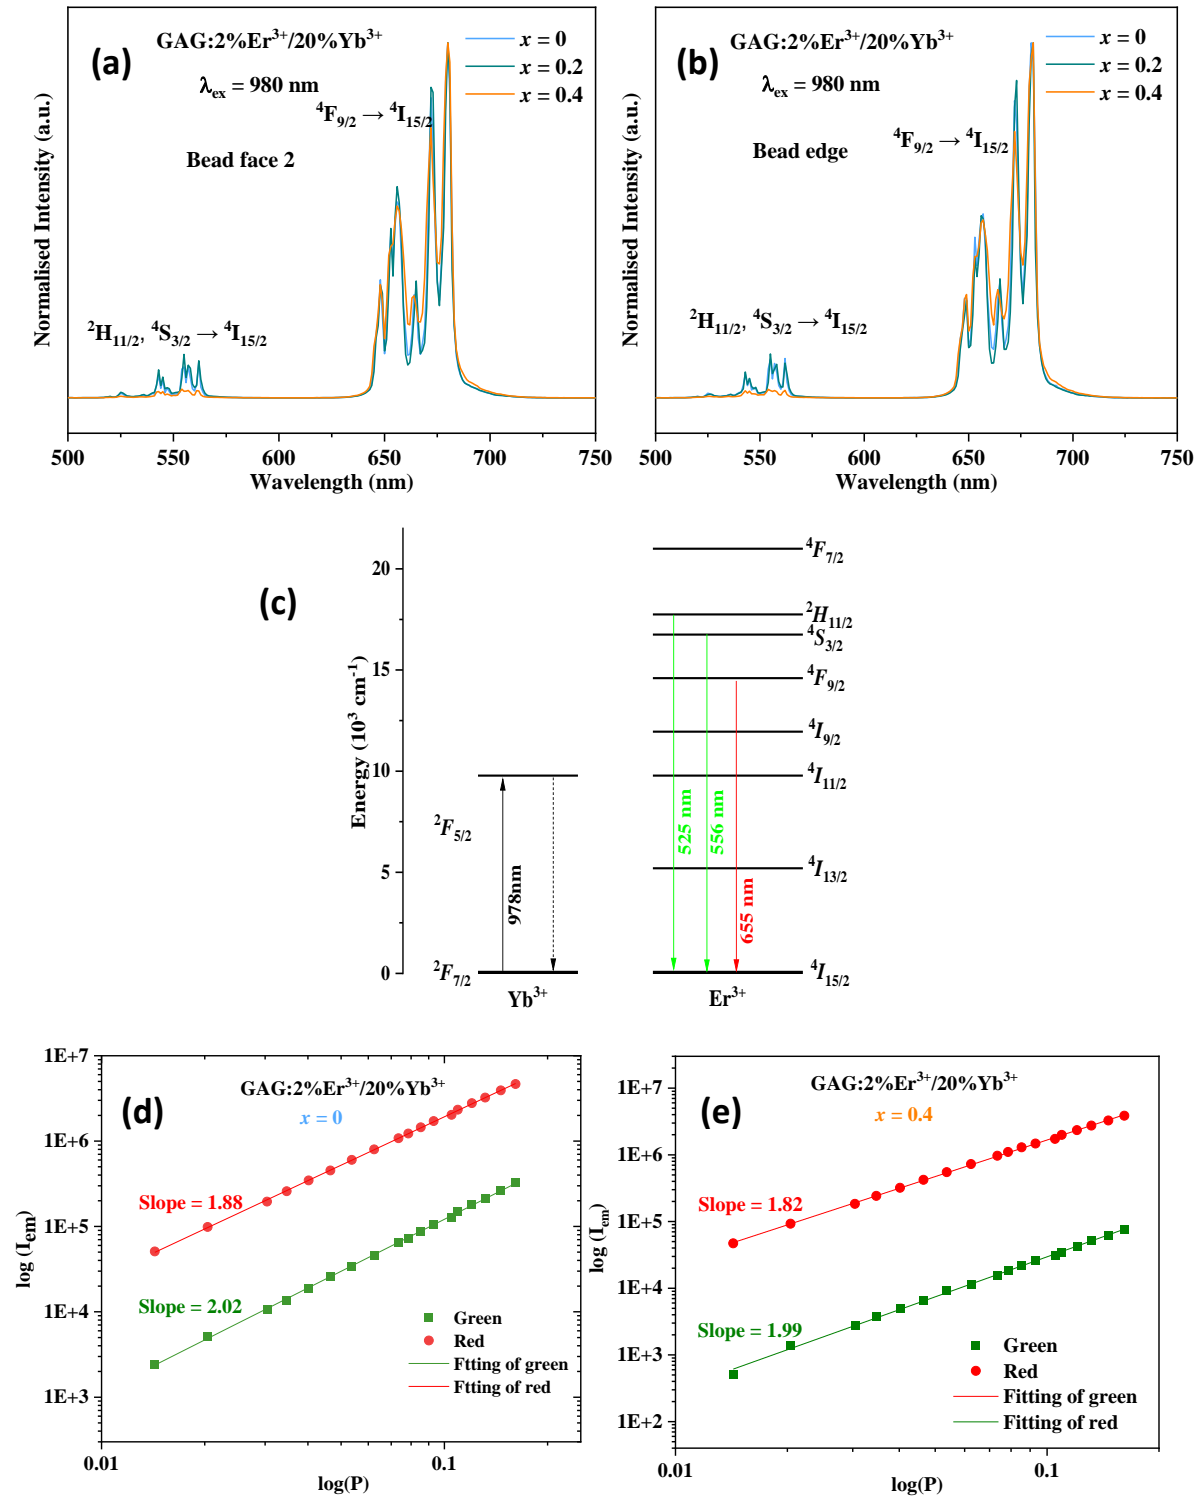 (a)
GAG:2%Er³⁺/20%Yb³⁺
λex = 980 nm
x = 0
x = 0.2
x = 0.4
⁴F9/2 → ⁴I15/2
Bead face 2
²H11/2, ⁴S3/2 → ⁴I15/2
Normalised Intensity (a.u.)
500 550 600 650 700 750
Wavelength (nm)
(b)
GAG:2%Er³⁺/20%Yb³⁺
λex = 980 nm
x = 0
x = 0.2
x = 0.4
⁴F9/2 → ⁴I15/2
Bead edge
²H11/2, ⁴S3/2 → ⁴I15/2
Normalised Intensity (a.u.)
500 550 600 650 700 750
Wavelength (nm)
(c)
Energy (10³ cm⁻¹)
20
15
10
5
0
²F5/2
²F7/2
978nm
Yb³⁺
⁴F7/2
²H11/2
⁴S3/2
⁴F9/2
⁴I9/2
⁴I11/2
⁴I13/2
⁴I15/2
525 nm
556 nm
655 nm
Er³⁺
(d)
GAG:2%Er³⁺/20%Yb³⁺
x = 0
Slope = 1.88
Slope = 2.02
Green
Red
Ftting of green
Ftting of red
log (Iem)
1E+7
1E+6
1E+5
1E+4
1E+3
0.01 0.1
log(P)
(e)
GAG:2%Er³⁺/20%Yb³⁺
x = 0.4
Slope = 1.82
Slope = 1.99
Green
Red
Fitting of green
Fitting of red
log (Iem)
1E+7
1E+6
1E+5
1E+4
1E+3
1E+2
0.01 0.1
log(P)